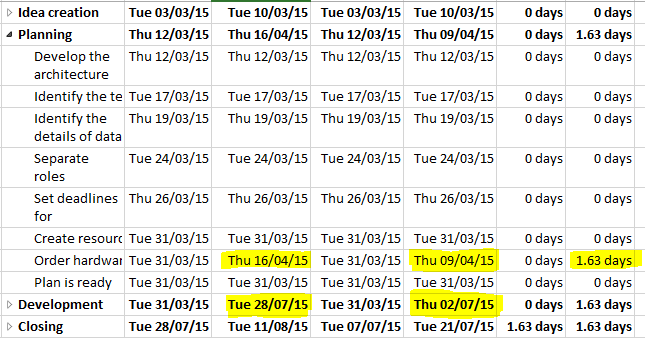 Idea creation Tue 03/03/15 Tue 10/03/15 Tue 03/03/15 Tue 10/03/15 0 days 0 days
Planning Thu 12/03/15 Thu 16/04/15 Thu 12/03/15 Thu 09/04/15 0 days 1.63 days
Develop the Thu 12/03/15 Thu 12/03/15 Thu 12/03/15 Thu 12/03/15 0 days 0 days
architecture
Identify the te Tue 17/03/15 Tue 17/03/15 Tue 17/03/15 Tue 17/03/15 0 days 0 days
Identify the Thu 19/03/15 Thu 19/03/15 Thu 19/03/15 Thu 19/03/15 0 days 0 days
details of data
Separate Tue 24/03/15 Tue 24/03/15 Tue 24/03/15 Tue 24/03/15 0 days 0 days
roles
Set deadlines Thu 26/03/15 Thu 26/03/15 Thu 26/03/15 Thu 26/03/15 0 days 0 days
for
Create resourc Tue 31/03/15 Tue 31/03/15 Tue 31/03/15 Tue 31/03/15 0 days 0 days
Order hardwar Tue 31/03/15 Thu 16/04/15 Tue 31/03/15 Thu 09/04/15 0 days 1.63 days
Plan is ready Tue 31/03/15 Tue 31/03/15 Tue 31/03/15 Tue 31/03/15 0 days 0 days
Development Tue 31/03/15 Tue 28/07/15 Tue 31/03/15 Thu 02/07/15 0 days 1.63 days
Closing Tue 28/07/15 Tue 11/08/15 Tue 07/07/15 Tue 21/07/15 1.63 days 1.63 days